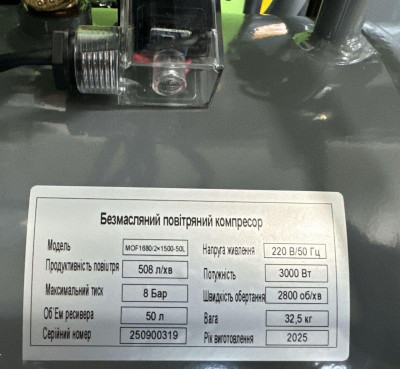 Безмасляний повітряний компресор
Модель MOF1680/2×1500-50L Напруга живлення 220 В/50 Гц
Продуктивність повітря 508 л/хв Потужність 3000 Вт
Максимальний тиск 8 Бар Швидкість обертання 2800 об/хв
Об'Ем ресивера 50 л Вага 32,5 кг
Серійний номер 250900319 Рік виготовлення 2025